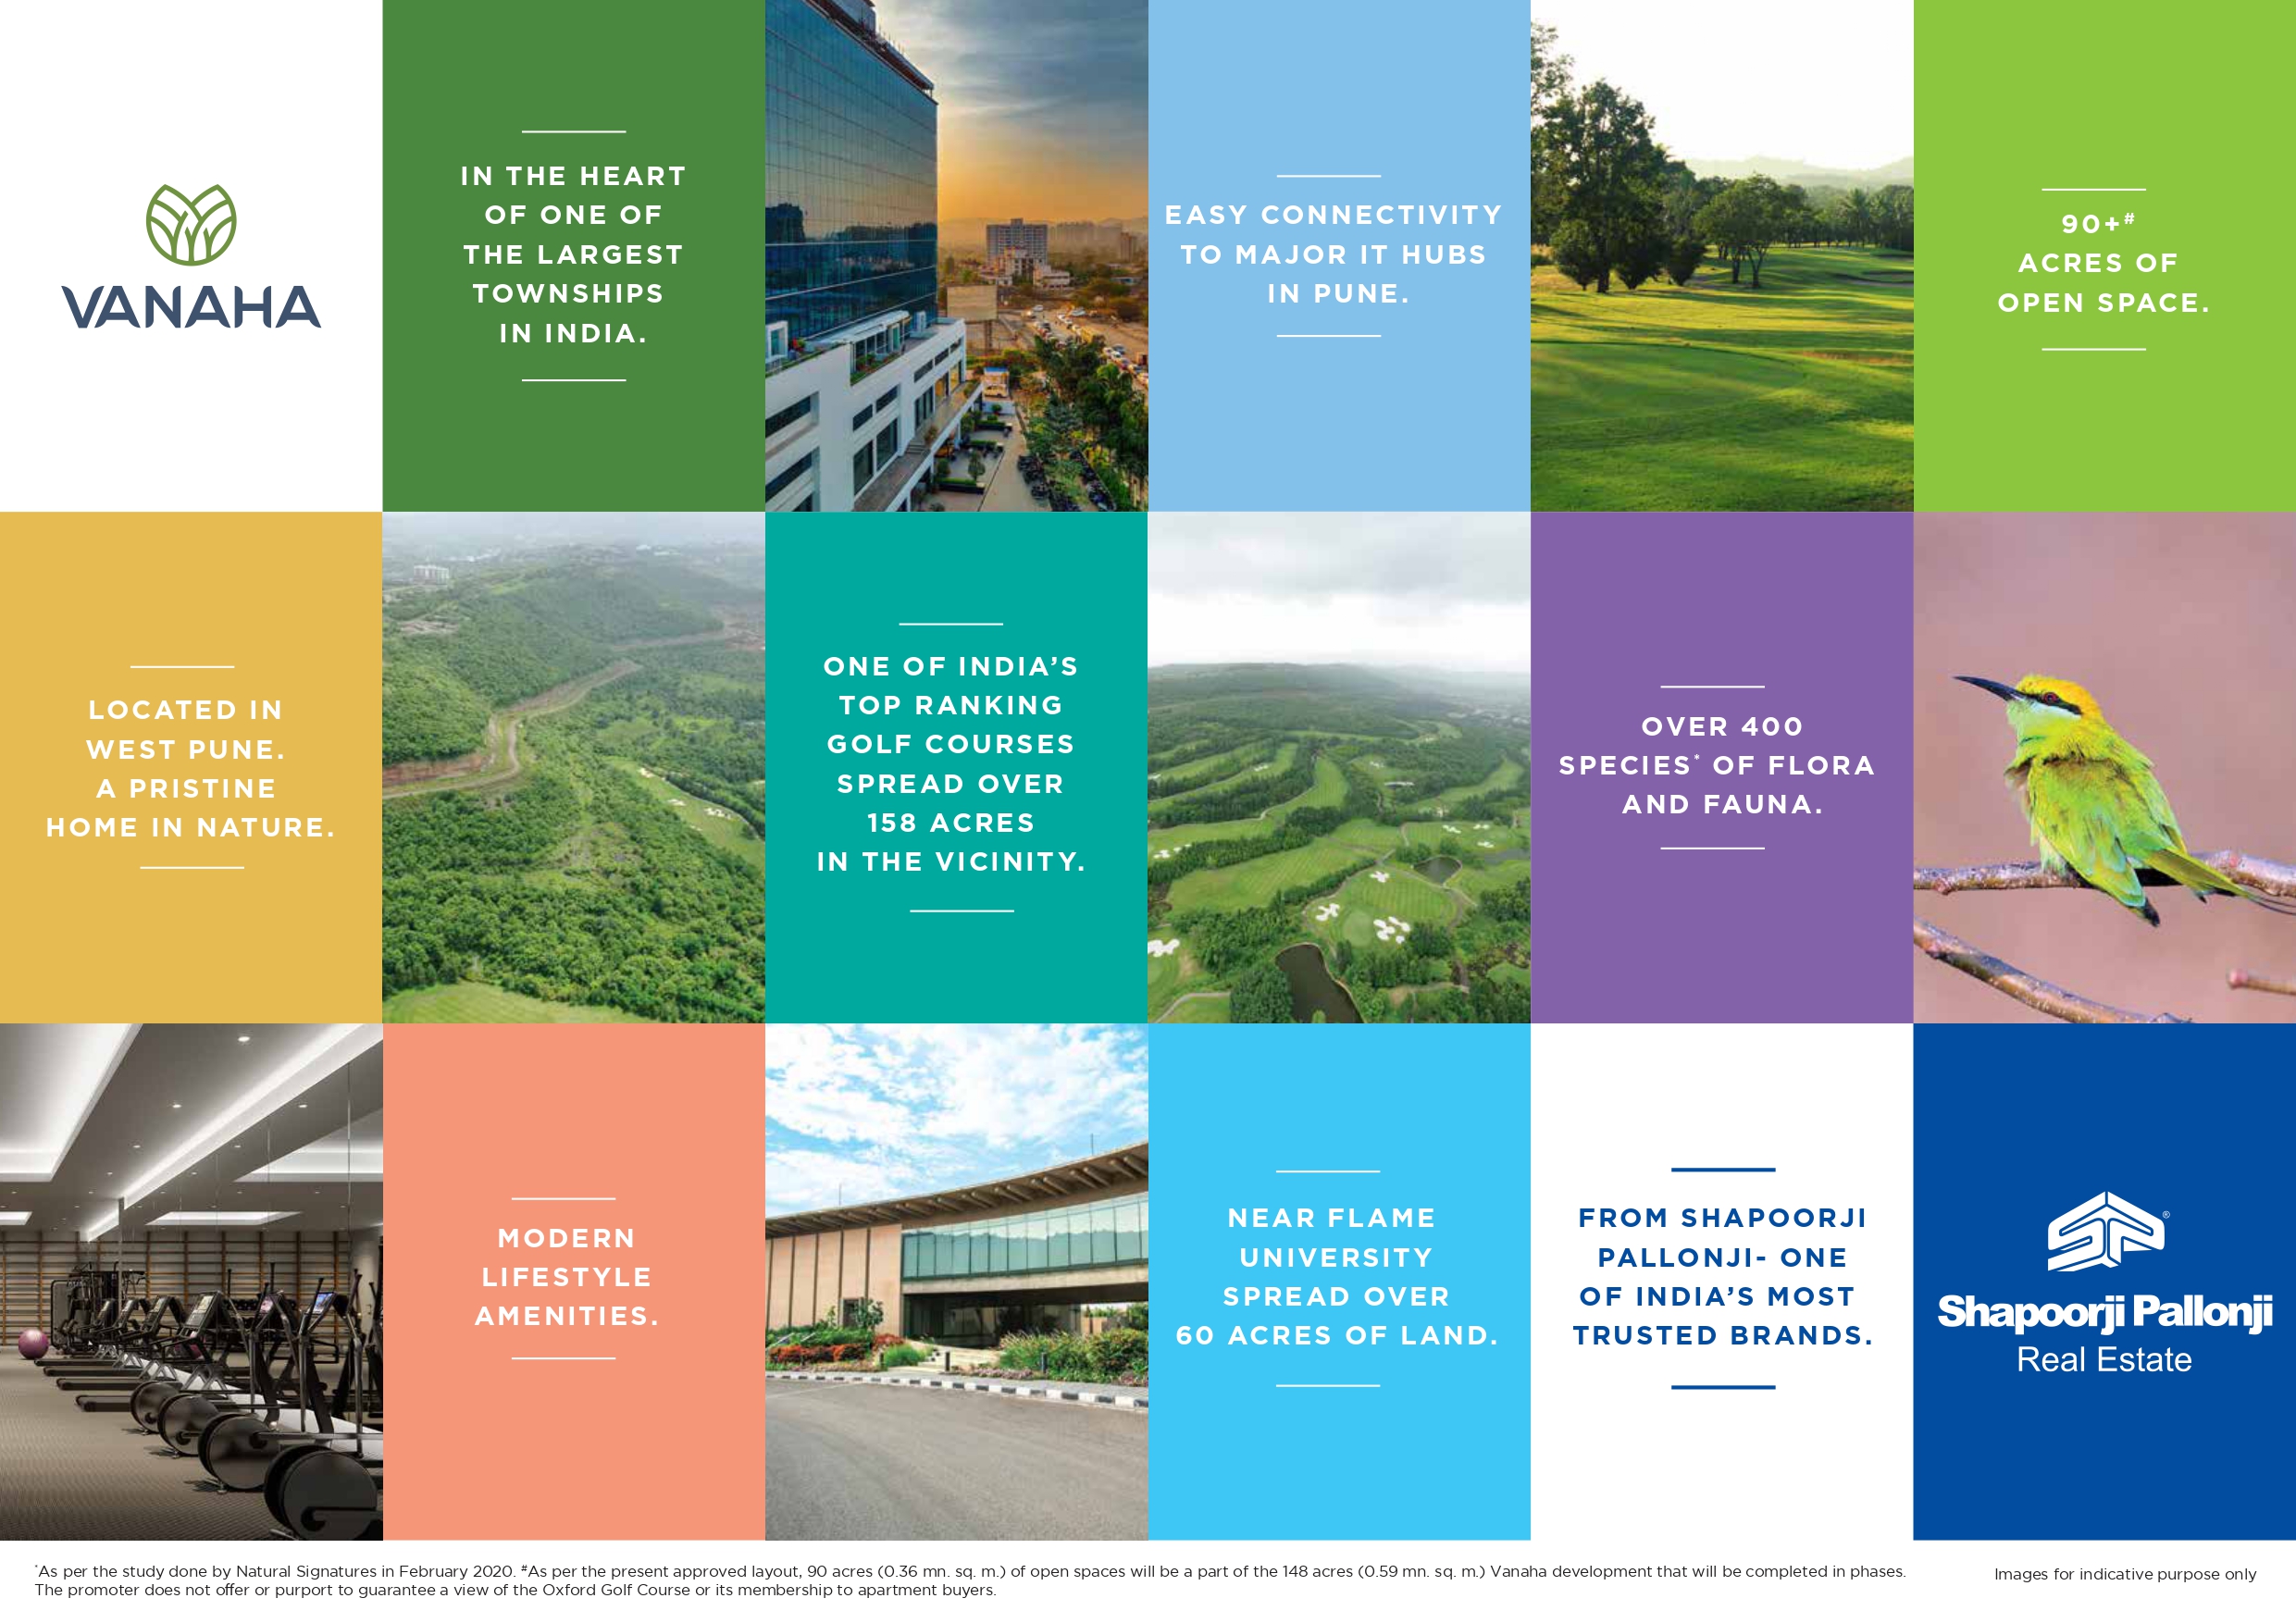 VANAHA
IN THE HEART
OF ONE OF
THE LARGEST
TOWNSHIPS
IN INDIA.
EASY CONNECTIVITY
TO MAJOR IT HUBS
IN PUNE.
90+#
ACRES OF
OPEN SPACE.
LOCATED IN
WEST PUNE.
A PRISTINE
HOME IN NATURE.
ONE OF INDIA’S
TOP RANKING
GOLF COURSES
SPREAD OVER
158 ACRES
IN THE VICINITY.
OVER 400
SPECIES* OF FLORA
AND FAUNA.
MODERN
LIFESTYLE
AMENITIES.
NEAR FLAME
UNIVERSITY
SPREAD OVER
60 ACRES OF LAND.
FROM SHAPOORJI
PALLONJI- ONE
OF INDIA’S MOST
TRUSTED BRANDS.
SP®
Shapoorji Pallonji
Real Estate
*As per the study done by Natural Signatures in February 2020. #As per the present approved layout, 90 acres (0.36 mn. sq. m.) of open spaces will be a part of the 148 acres (0.59 mn. sq. m.) Vanaha development that will be completed in phases.
The promoter does not offer or purport to guarantee a view of the Oxford Golf Course or its membership to apartment buyers.
Images for indicative purpose only